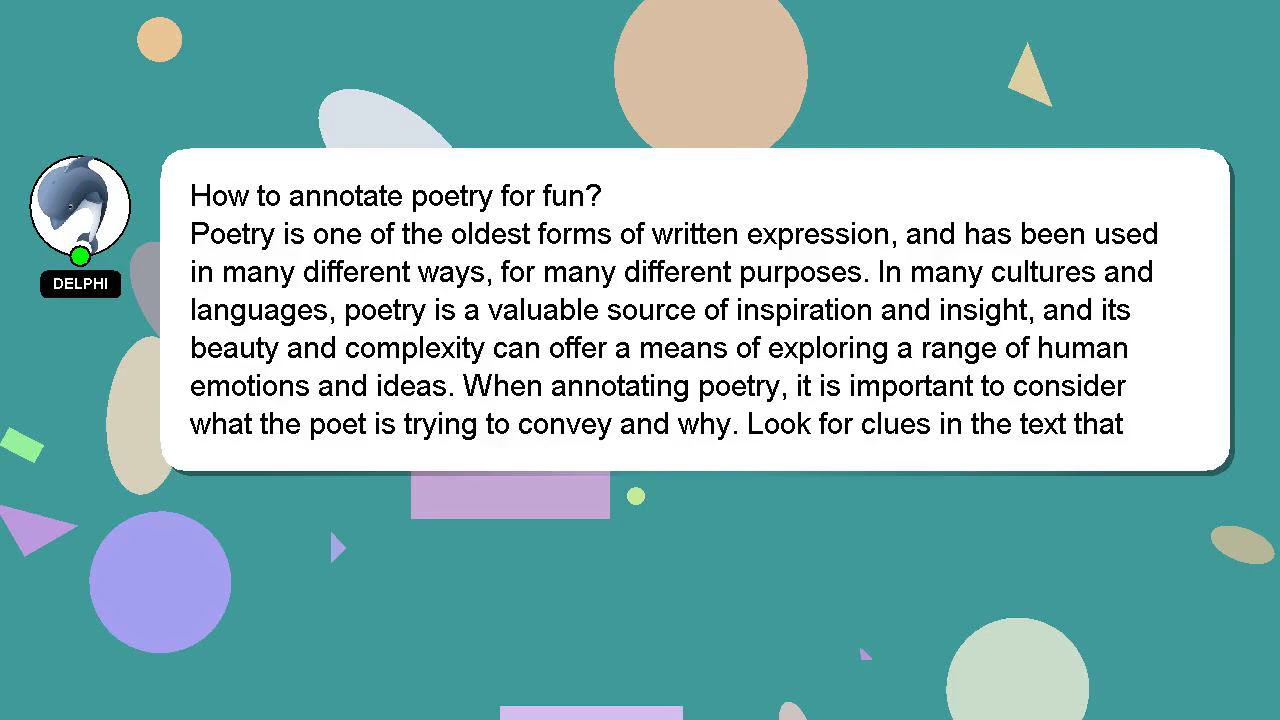 How to annotate poetry for fun?
Poetry is one of the oldest forms of written expression, and has been used
in many different ways, for many different purposes. In many cultures and
languages, poetry is a valuable source of inspiration and insight, and its
beauty and complexity can offer a means of exploring a range of human
emotions and ideas. When annotating poetry, it is important to consider
what the poet is trying to convey and why. Look for clues in the text that
DELPHI